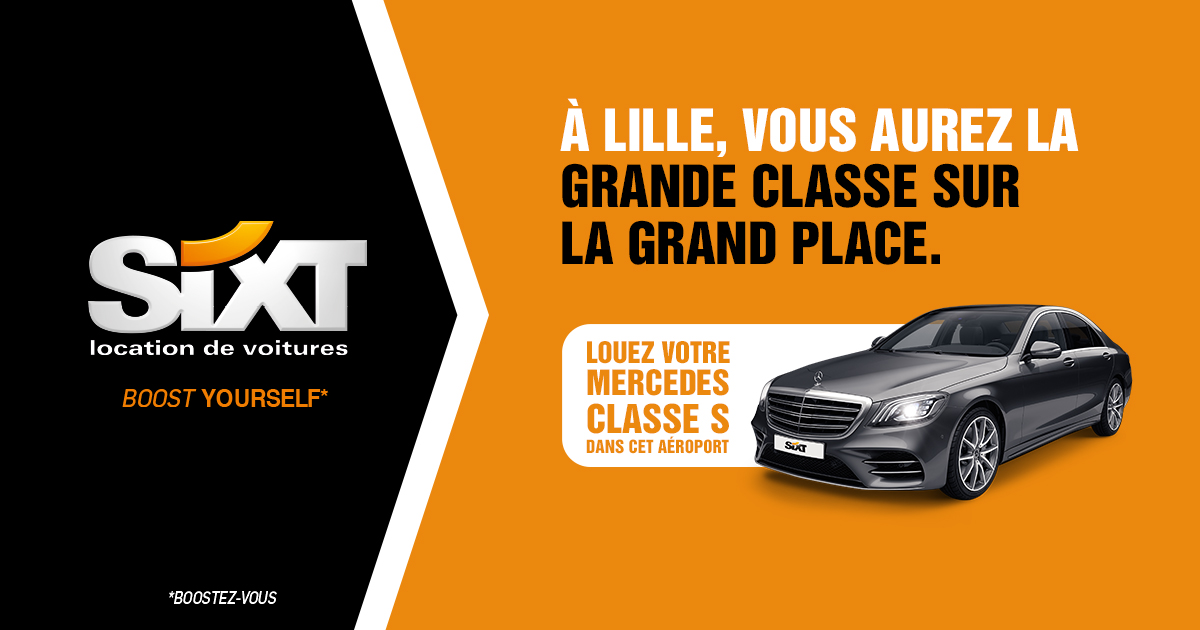 SIXT
location de voitures
BOOST YOURSELF*
*BOOSTEZ-VOUS
À LILLE, VOUS AUREZ LA
GRANDE CLASSE SUR
LA GRAND PLACE.
LOUEZ VOTRE
MERCEDES
CLASSE S
DANS CET AÉROPORT
SIXT